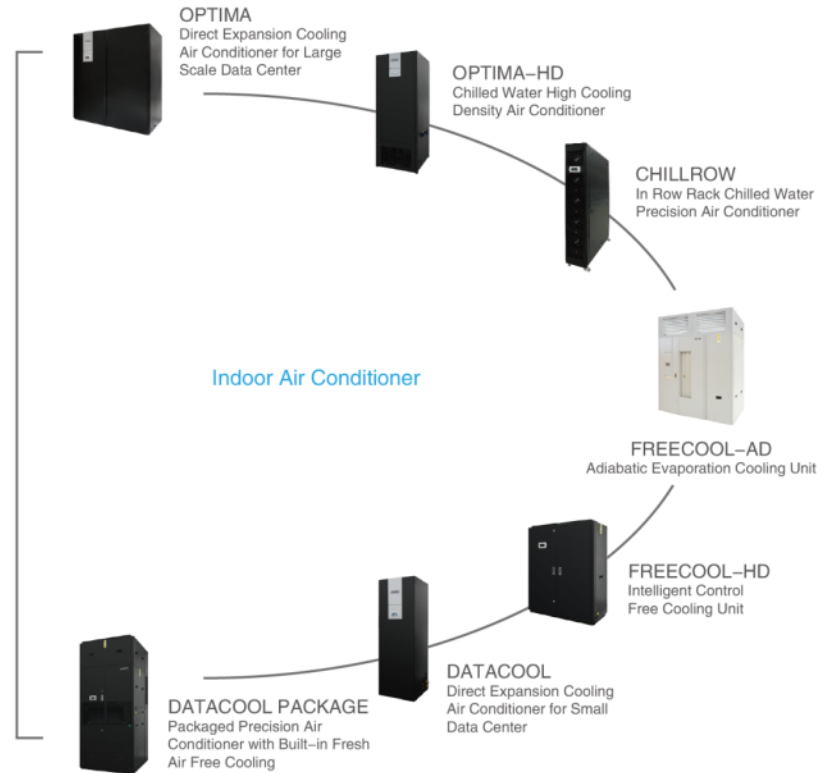 OPTIMA
Direct Expansion Cooling
Air Conditioner for Large
Scale Data Center
OPTIMA–HD
Chilled Water High Cooling
Density Air Conditioner
CHILLROW
In Row Rack Chilled Water
Precision Air Conditioner
Indoor Air Conditioner
FREECOOL–AD
Adiabatic Evaporation Cooling Unit
FREECOOL–HD
Intelligent Control
Free Cooling Unit
DATACOOL
Direct Expansion Cooling
Air Conditioner for Small
Data Center
DATACOOL PACKAGE
Packaged Precision Air
Conditioner with Built–in Fresh
Air Free Cooling